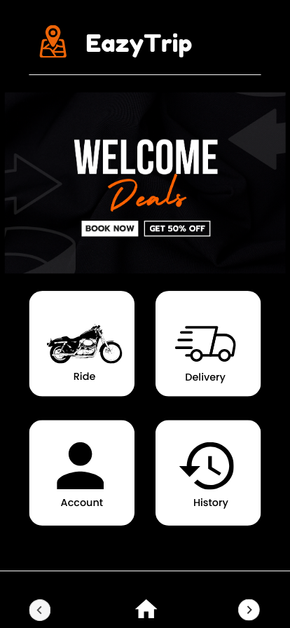 EazyTrip
WELCOME
Deals
BOOK NOW GET 50% OFF
Ride
Delivery
Account
History